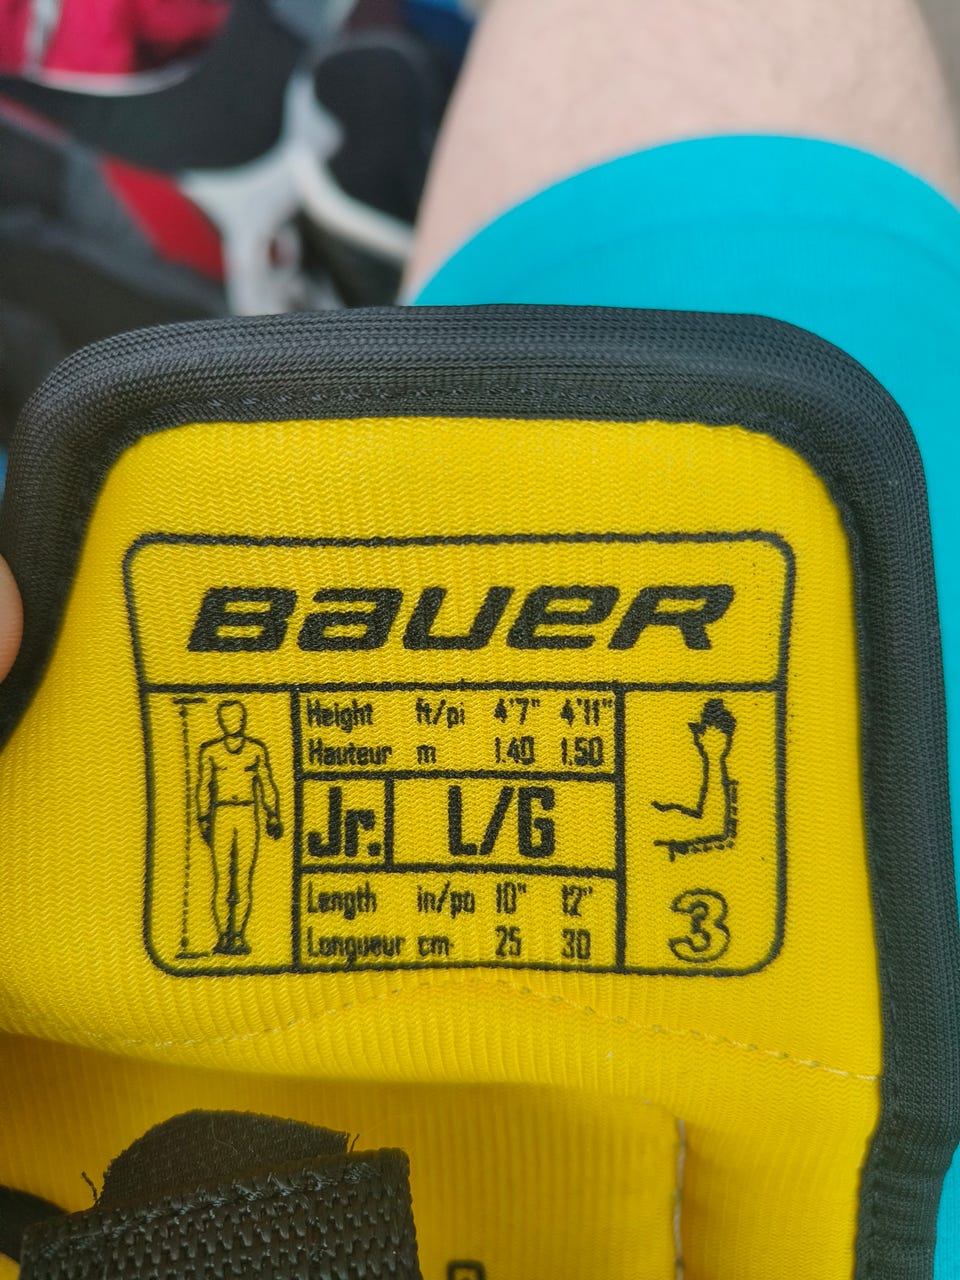 BAUER
Height ft/pi 4'7" 4'11"
Hauteur m 1.40 1.50
Jr. L/G
Length in/po 10" 12"
Longueur cm 25 30
3